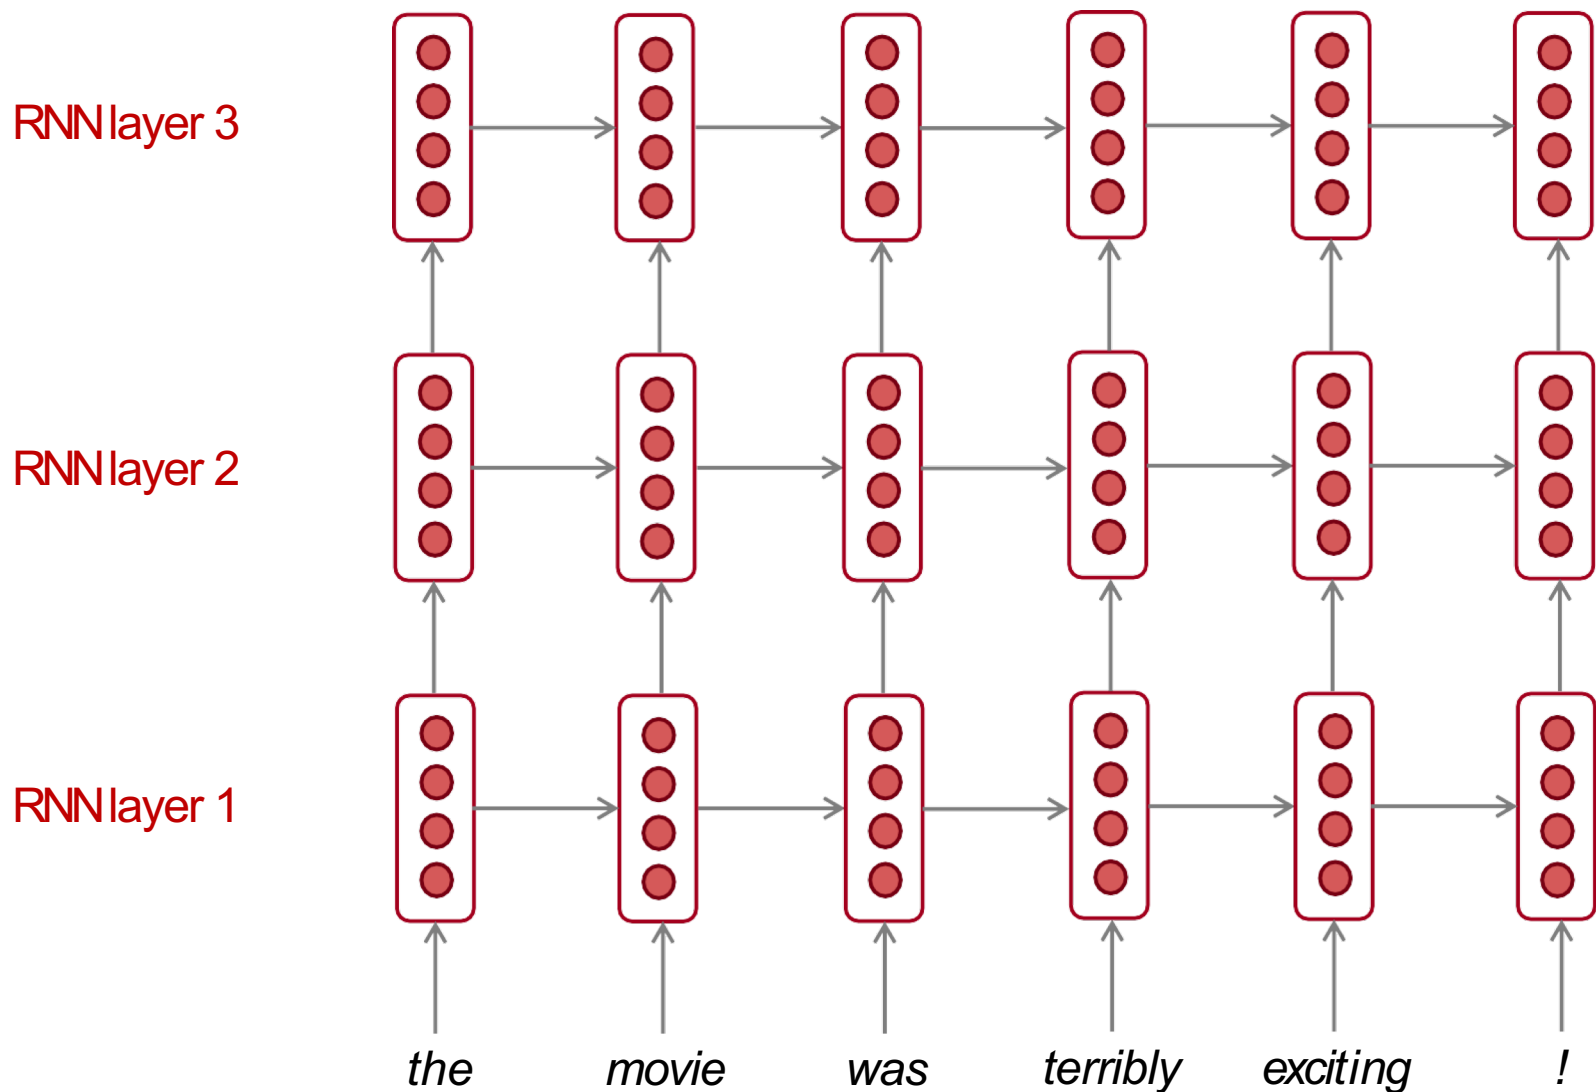 RNN layer 3
RNN layer 2
RNN layer 1
the movie was terribly exciting !